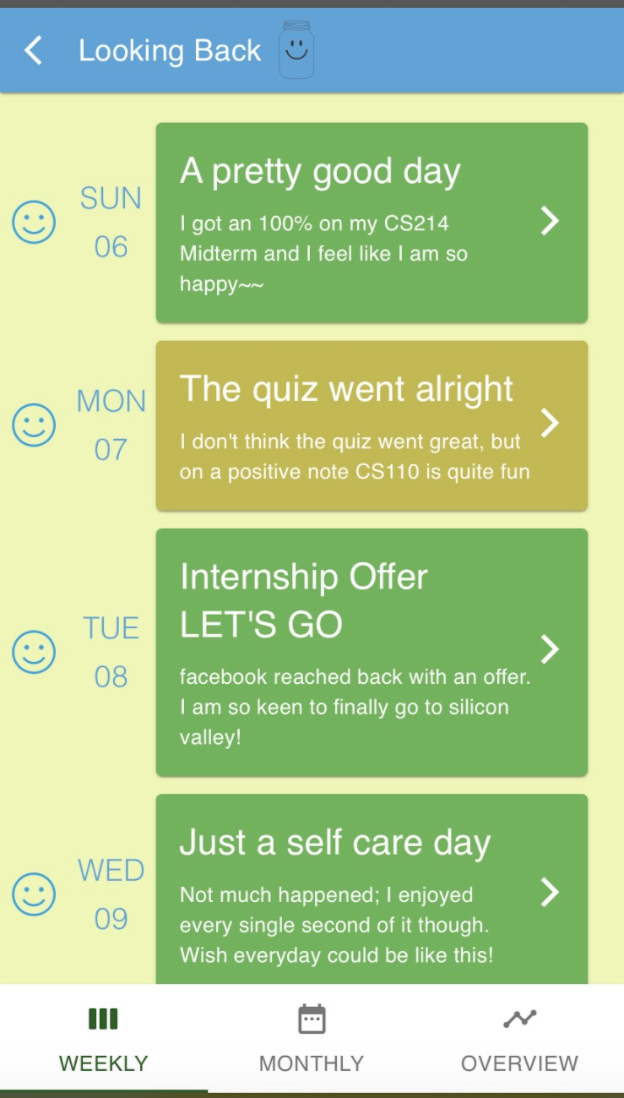 Looking Back
SUN
06
A pretty good day
I got an 100% on my CS214
Midterm and I feel like I am so
happy~~
MON
07
The quiz went alright
I don't think the quiz went great, but
on a positive note CS110 is quite fun
TUE
08
Internship Offer
LET'S GO
facebook reached back with an offer.
I am so keen to finally go to silicon
valley!
WED
09
Just a self care day
Not much happened; I enjoyed
every single second of it though.
Wish everyday could be like this!
WEEKLY
MONTHLY
OVERVIEW